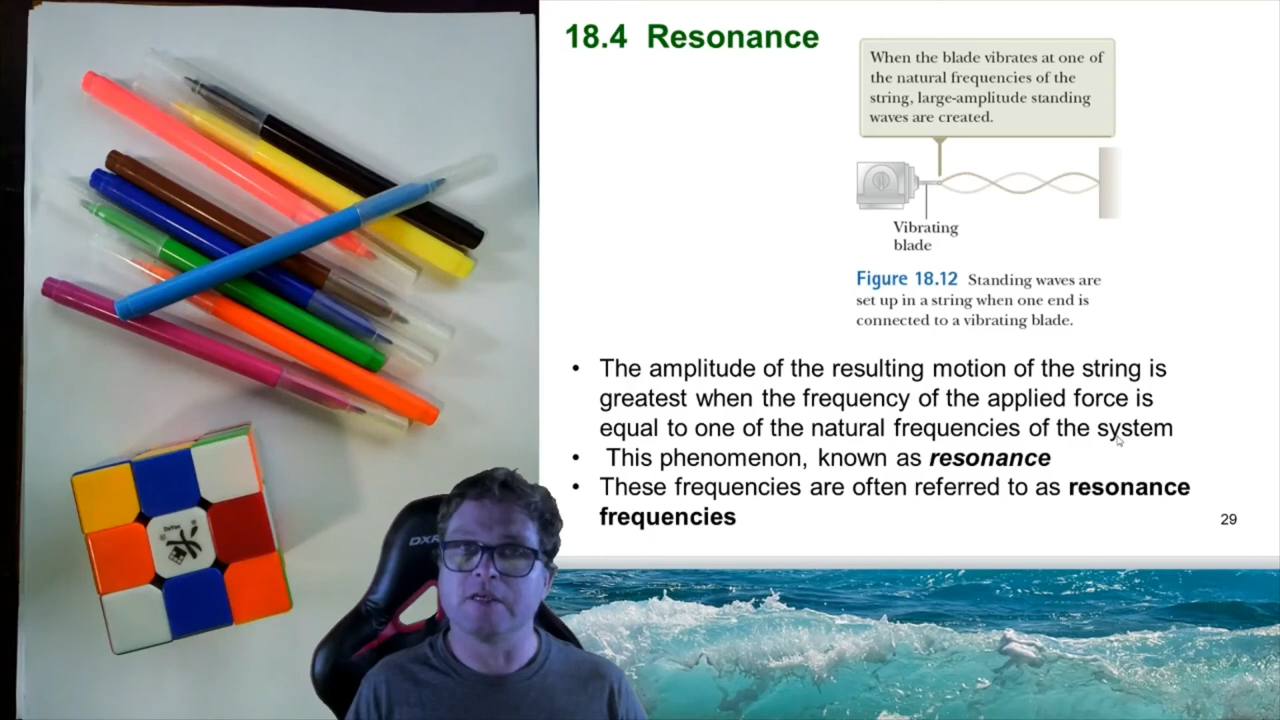 18.4 Resonance
When the blade vibrates at one of
the natural frequencies of the
string, large-amplitude standing
waves are created.
Vibrating
blade
Figure 18.12 Standing waves are
set up in a string when one end is
connected to a vibrating blade.
• The amplitude of the resulting motion of the string is
greatest when the frequency of the applied force is
equal to one of the natural frequencies of the system
• This phenomenon, known as resonance
• These frequencies are often referred to as resonance
frequencies
29
DaYan
DXR